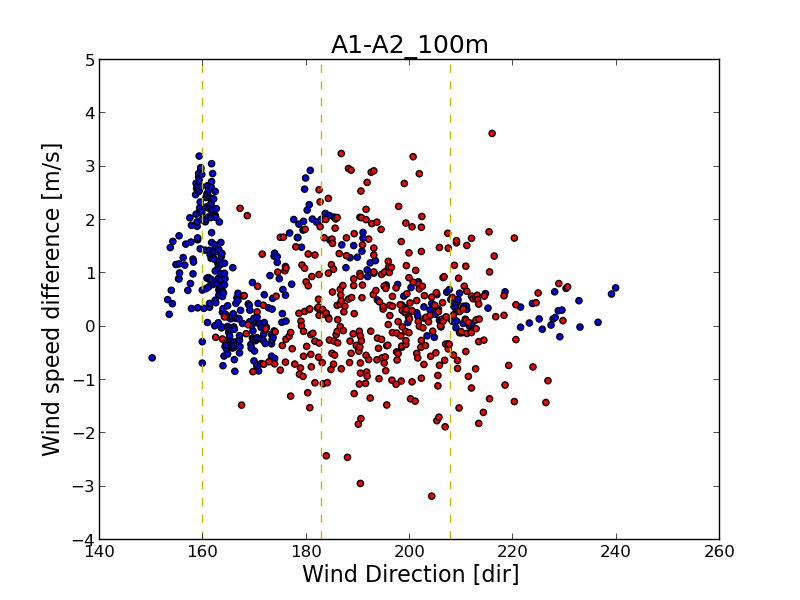 A1-A2_100m
Wind speed difference [m/s]
5
4
3
2
1
0
−1
−2
−3
−4
140 160 180 200 220 240 260
Wind Direction [dir]